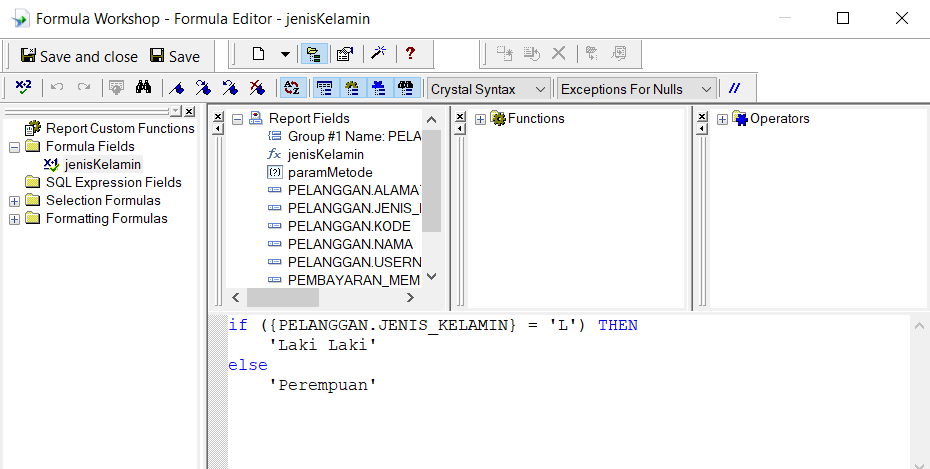 Formula Workshop - Formula Editor - jenisKelamin
Save and close Save
Crystal Syntax Exceptions For Nulls //
Report Custom Functions
Formula Fields
jenisKelamin
SQL Expression Fields
Selection Formulas
Formatting Formulas
Report Fields
Group #1 Name: PELA
jenisKelamin
paramMetode
PELANGGAN.ALAMA
PELANGGAN.JENIS_
PELANGGAN.KODE
PELANGGAN.NAMA
PELANGGAN.USERN
PEMBAYARAN_MEM
Functions
Operators
if ({PELANGGAN.JENIS_KELAMIN} = 'L') THEN
'Laki Laki'
else
'Perempuan'